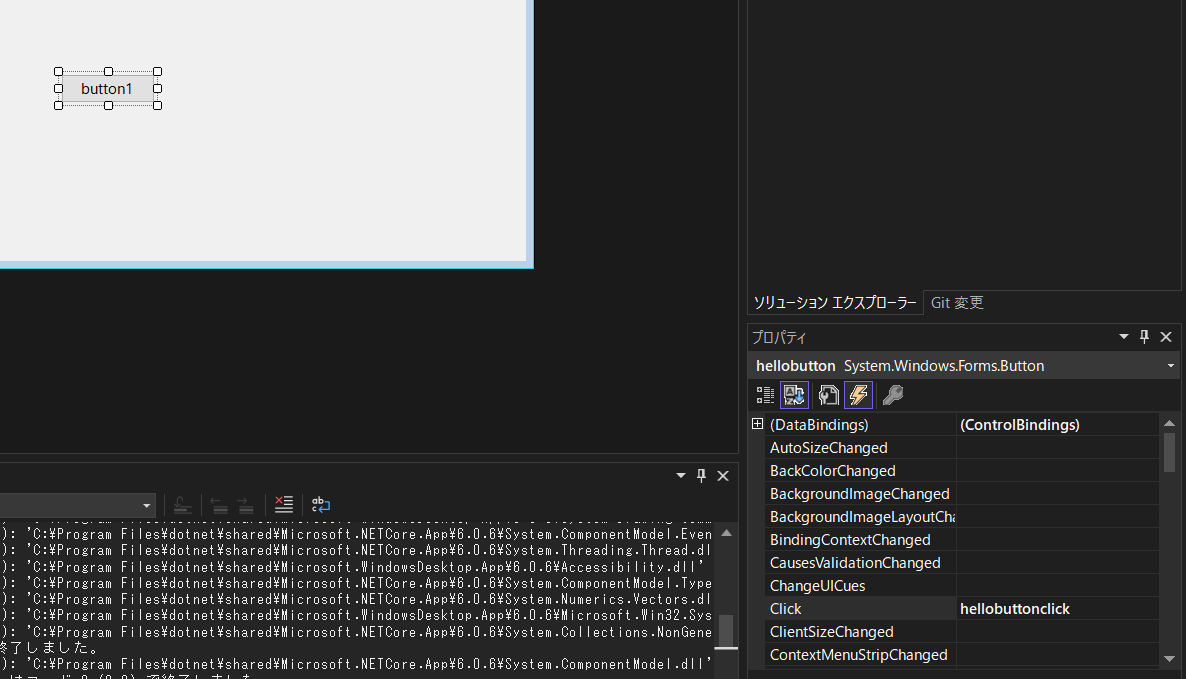 button1
ソリューション エクスプローラー Git 変更
プロパティ
hellobutton System.Windows.Forms.Button
(DataBindings) (ControlBindings)
AutoSizeChanged
BackColorChanged
BackgroundImageChanged
BackgroundImageLayoutCha
BindingContextChanged
CausesValidationChanged
ChangeUICues
Click hellobuttonclick
ClientSizeChanged
ContextMenuStripChanged
): 'C:¥Program Files¥dotnet¥shared¥Microsoft.NETCore.App¥6.0.6¥System.ComponentModel.Even
): 'C:¥Program Files¥dotnet¥shared¥Microsoft.NETCore.App¥6.0.6¥System.Threading.Thread.dl
): 'C:¥Program Files¥dotnet¥shared¥Microsoft.WindowsDesktop.App¥6.0.6¥Accessibility.dll'
): 'C:¥Program Files¥dotnet¥shared¥Microsoft.NETCore.App¥6.0.6¥System.ComponentModel.Type
): 'C:¥Program Files¥dotnet¥shared¥Microsoft.NETCore.App¥6.0.6¥System.Numerics.Vectors.dl
): 'C:¥Program Files¥dotnet¥shared¥Microsoft.WindowsDesktop.App¥6.0.6¥Microsoft.Win32.Sys
): 'C:¥Program Files¥dotnet¥shared¥Microsoft.NETCore.App¥6.0.6¥System.Collections.NonGene
終了しました。
): 'C:¥Program Files¥dotnet¥shared¥Microsoft.NETCore.App¥6.0.6¥System.ComponentModel.dll'